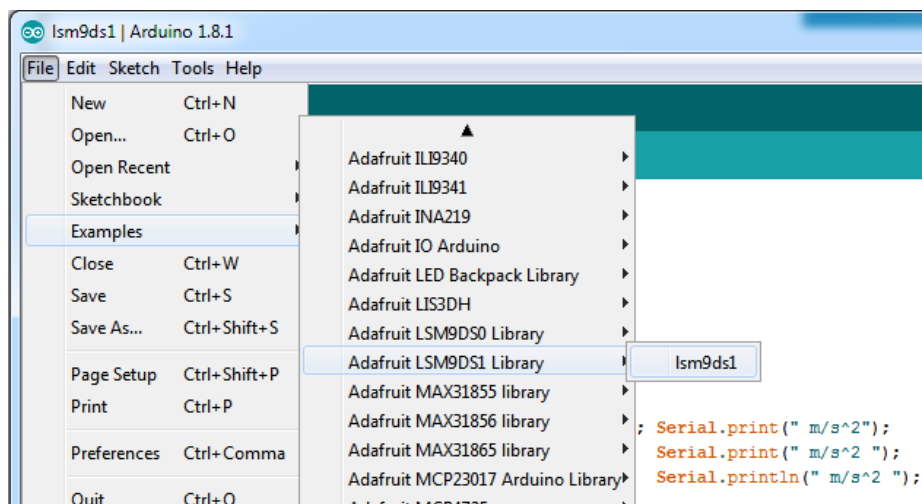 lsm9ds1 | Arduino 1.8.1
File Edit Sketch Tools Help
New Ctrl+N
Open... Ctrl+O
Open Recent
Sketchbook
Examples
Close Ctrl+W
Save Ctrl+S
Save As... Ctrl+Shift+S
Page Setup Ctrl+Shift+P
Print Ctrl+P
Preferences Ctrl+Comma
Quit Ctrl+Q
Adafruit ILI9340
Adafruit ILI9341
Adafruit INA219
Adafruit IO Arduino
Adafruit LED Backpack Library
Adafruit LIS3DH
Adafruit LSM9DS0 Library
Adafruit LSM9DS1 Library
Adafruit MAX31855 library
Adafruit MAX31856 library
Adafruit MAX31865 library
Adafruit MCP23017 Arduino Library
lsm9ds1
; Serial.print(" m/s^2");
Serial.print(" m/s^2 ");
Serial.println(" m/s^2 ");